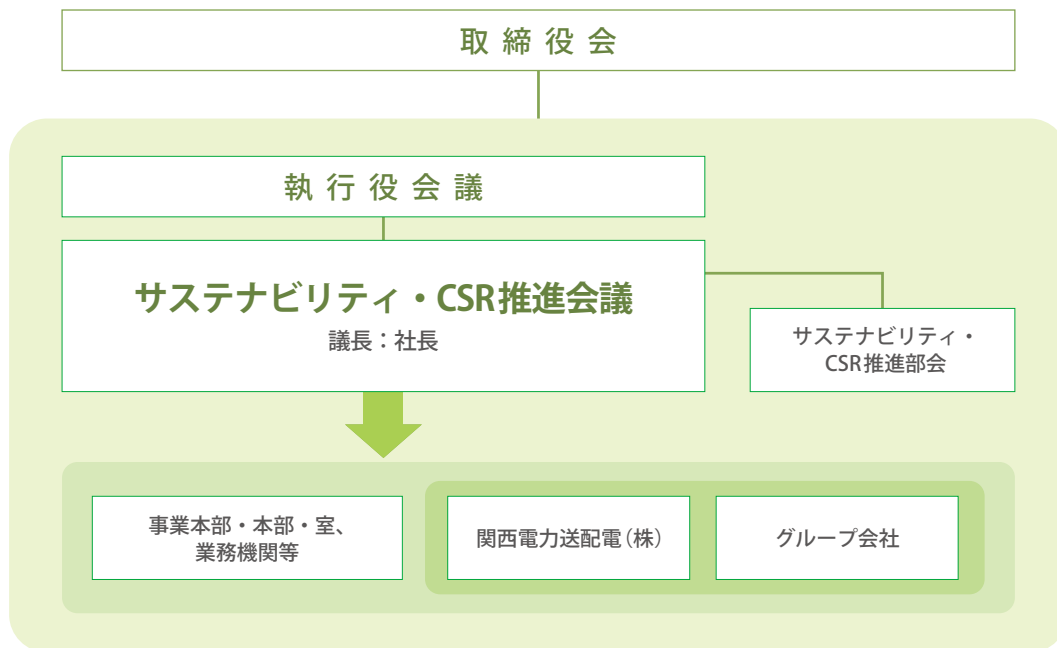 取締役会
執行役会議
サステナビリティ・CSR推進会議
議長：社長
サステナビリティ・
CSR推進部会
事業本部・本部・室、
業務機関等
関西電力送配電(株)
グループ会社